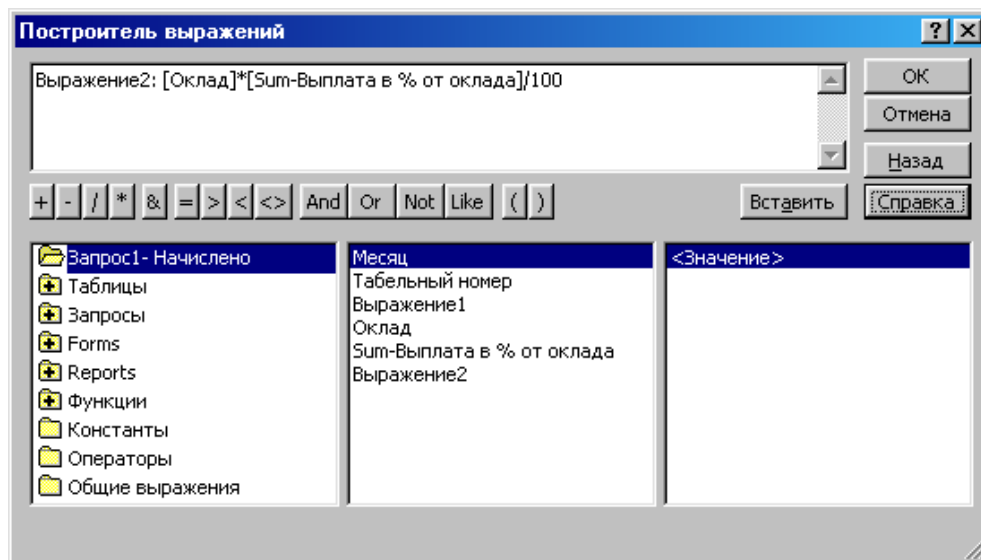 Построитель выражений
? X
Выражение2: [Оклад]*[Sum-Выплата в % от оклада]/100
ОК
Отмена
Назад
+ - / * & = > < <> And Or Not Like ( )
Вставить
Справка
Запрос1- Начислено
Таблицы
Запросы
Forms
Reports
Функции
Константы
Операторы
Общие выражения
Месяц
Табельный номер
Выражение1
Оклад
Sum-Выплата в % от оклада
Выражение2
<Значение>